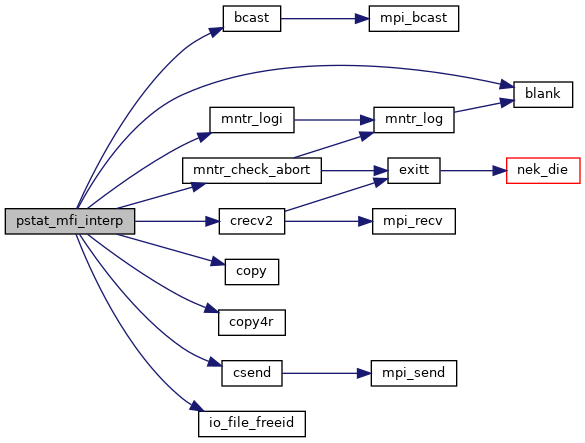 bcast
mpi_bcast
blank
mntr_logi
mntr_log
mntr_check_abort
exitt
nek_die
pstat_mfi_interp
crecv2
mpi_recv
copy
copy4r
csend
mpi_send
io_file_freeid